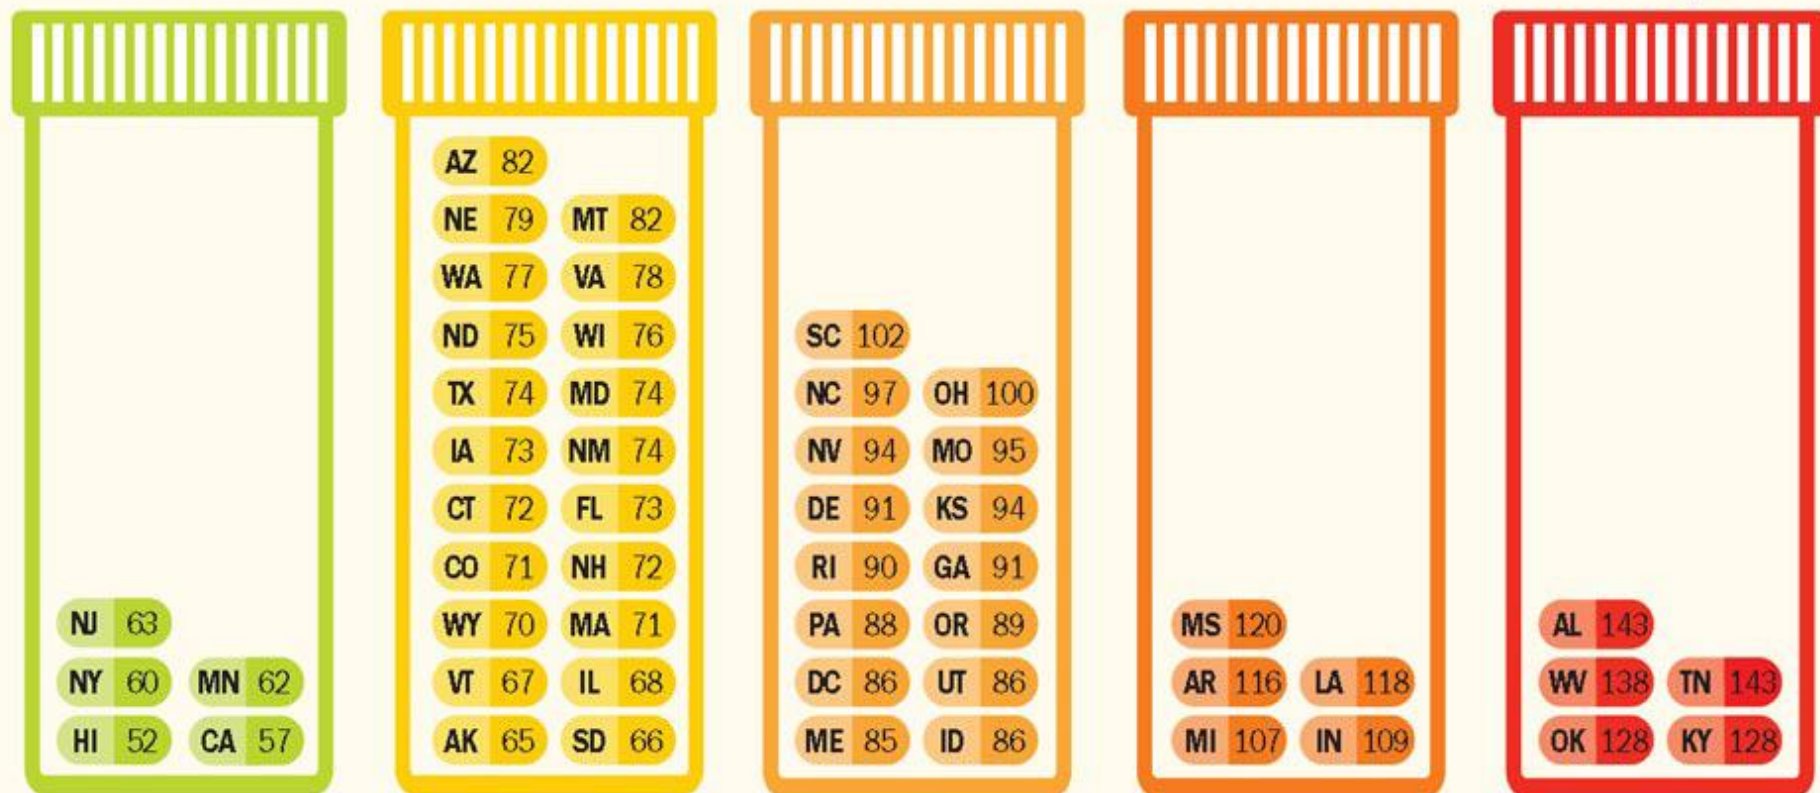 AZ 82
NE 79 MT 82
WA 77 VA 78
ND 75 WI 76 SC 102
TX 74 MD 74 NC 97 OH 100
IA 73 NM 74 NV 94 MO 95
CT 72 FL 73 DE 91 KS 94
CO 71 NH 72 RI 90 GA 91
NJ 63 WY 70 MA 71 PA 88 OR 89 MS 120 AL 143
NY 60 MN 62 VT 67 IL 68 DC 86 UT 86 AR 116 LA 118 WV 138 TN 143
HI 52 CA 57 AK 65 SD 66 ME 85 ID 86 MI 107 IN 109 OK 128 KY 128